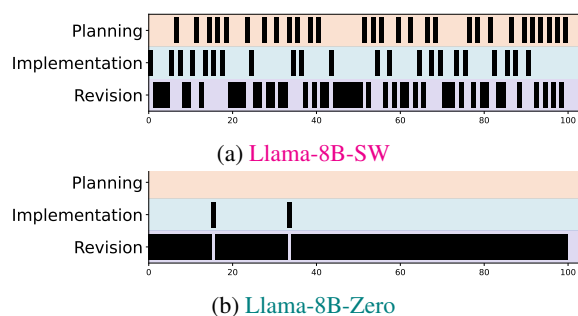 Planning
Implementation
Revision
0 20 40 60 80 100
(a) Llama-8B-SW
Planning
Implementation
Revision
0 20 40 60 80 100
(b) Llama-8B-Zero